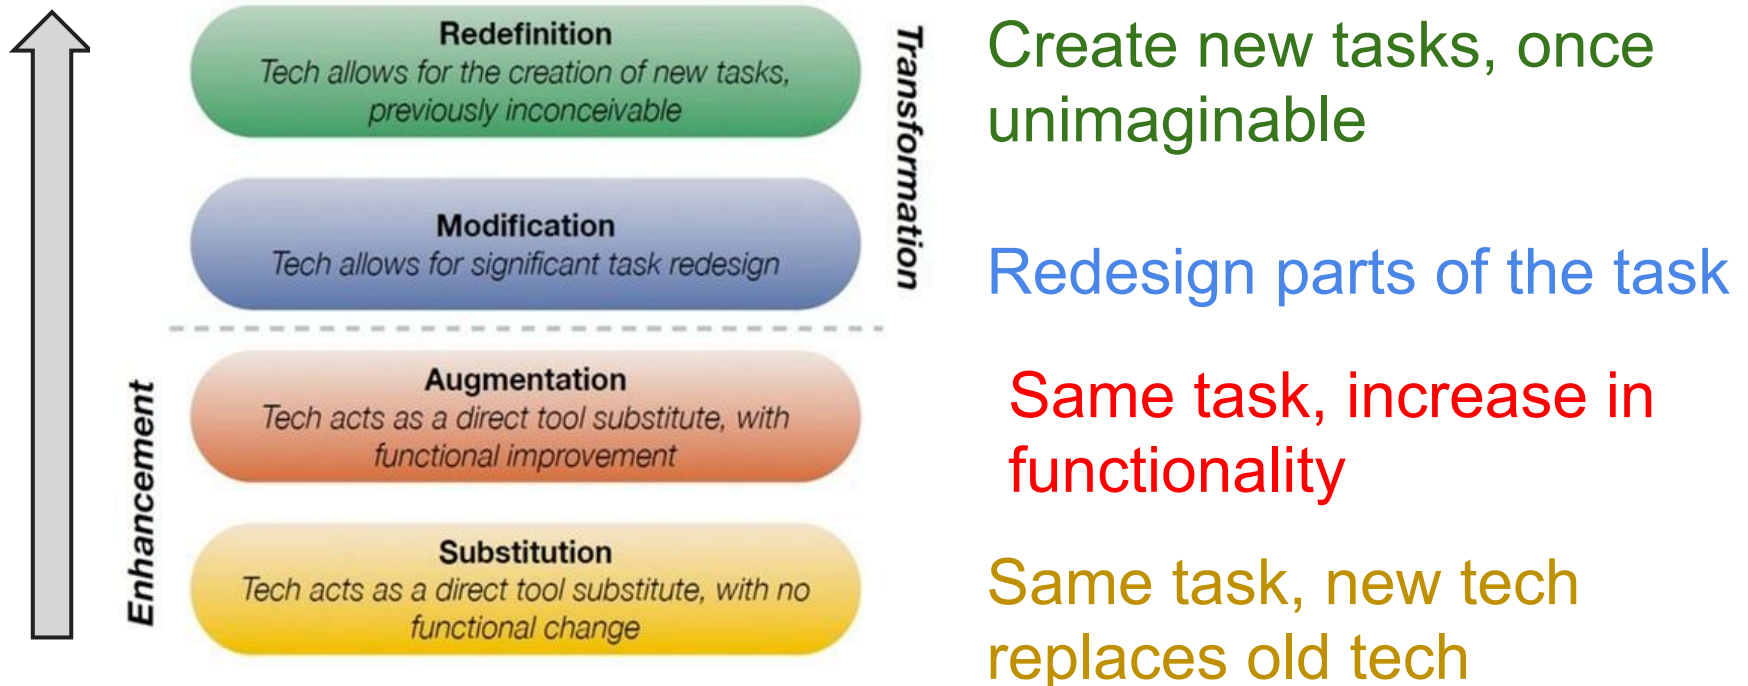 Redefinition
Tech allows for the creation of new tasks,
previously inconceivable
Modification
Tech allows for significant task redesign
Transformation
Augmentation
Tech acts as a direct tool substitute, with
functional improvement
Substitution
Tech acts as a direct tool substitute, with no
functional change
Enhancement
Create new tasks, once
unimaginable
Redesign parts of the task
Same task, increase in
functionality
Same task, new tech
replaces old tech